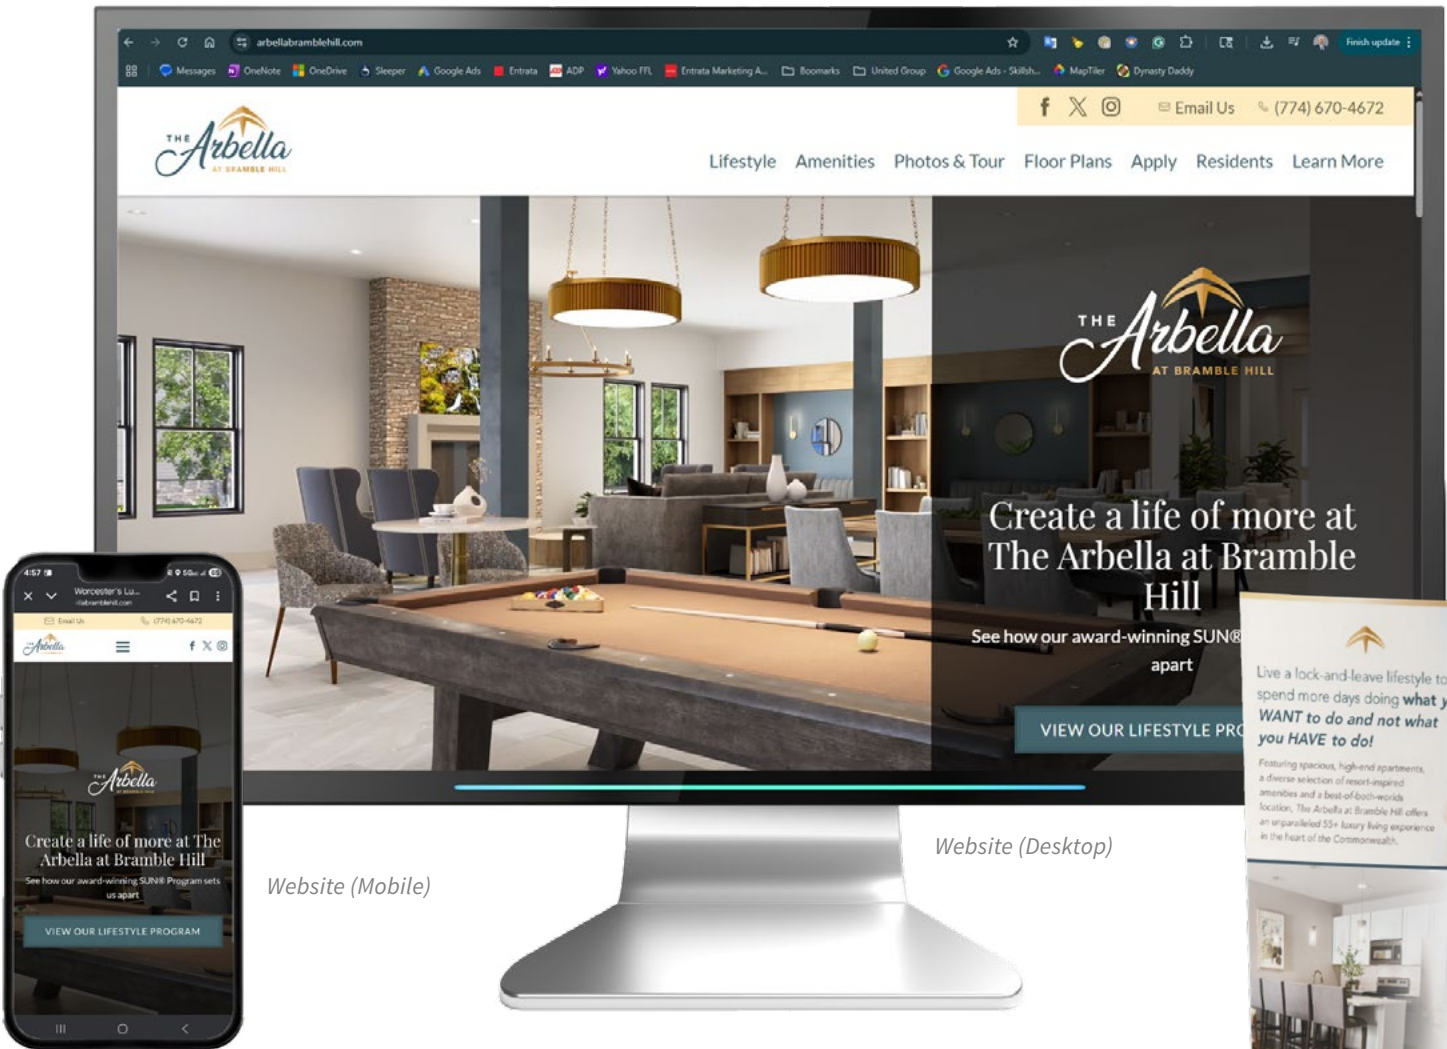 arbellabramblehill.com
Finish update
Messages OneNote OneDrive Sleeper Google Ads Entrata ADP Yahoo FFL Entrata Marketing A... Boomarks United Group Google Ads - Skillsh... MapTiler Dynasty Daddy
Email Us (774) 670-4672
THE Arbella
AT BRAMBLE HILL
Lifestyle Amenities Photos & Tour Floor Plans Apply Residents Learn More
THE Arbella
AT BRAMBLE HILL
Create a life of more at
The Arbella at Bramble
Hill
See how our award-winning SUN®
apart
VIEW OUR LIFESTYLE PRO
Website (Desktop)
4:57
Worcester's Lu...
Email Us (774) 670-4672
THE Arbella
THE Arbella
AT BRAMBLE HILL
Create a life of more at The
Arbella at Bramble Hill
See how our award-winning SUN® Program sets
us apart
VIEW OUR LIFESTYLE PROGRAM
Website (Mobile)
Live a lock-and-leave lifestyle to
spend more days doing what y
WANT to do and not what
you HAVE to do!
Featuring spacious, high-end apartments,
a diverse selection of resort-inspired
amenities and a best-of-both-worlds
location, The Arbella at Bramble Hill offers
an unparalleled 55+ luxury living experience
in the heart of the Commonwealth.